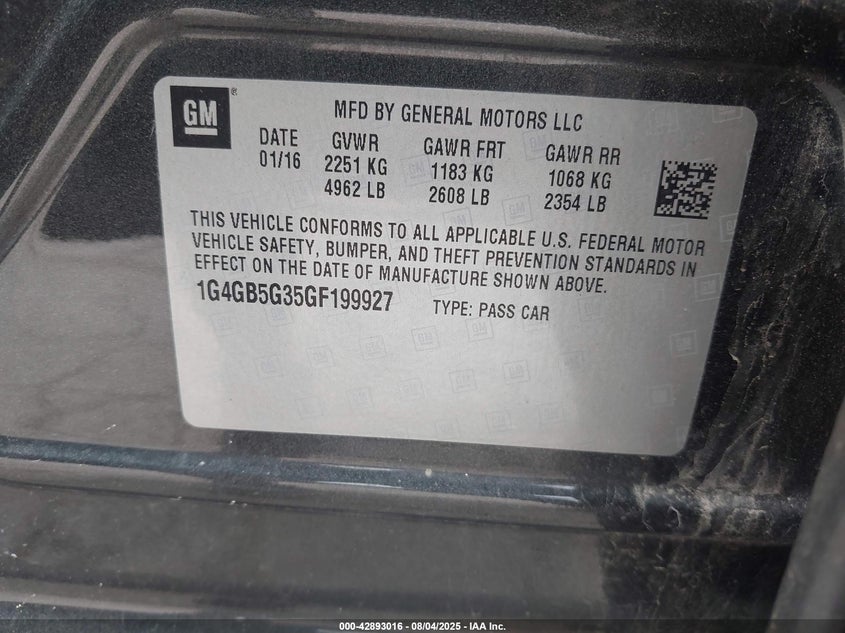 GM®
MFD BY GENERAL MOTORS LLC
DATE GVWR GAWR FRT GAWR RR
01/16 2251 KG 1183 KG 1068 KG
4962 LB 2608 LB 2354 LB
THIS VEHICLE CONFORMS TO ALL APPLICABLE U.S. FEDERAL MOTOR
VEHICLE SAFETY, BUMPER, AND THEFT PREVENTION STANDARDS IN
EFFECT ON THE DATE OF MANUFACTURE SHOWN ABOVE.
1G4GB5G35GF199927 TYPE: PASS CAR
000-42893016 - 08/04/2025 - IAA Inc.